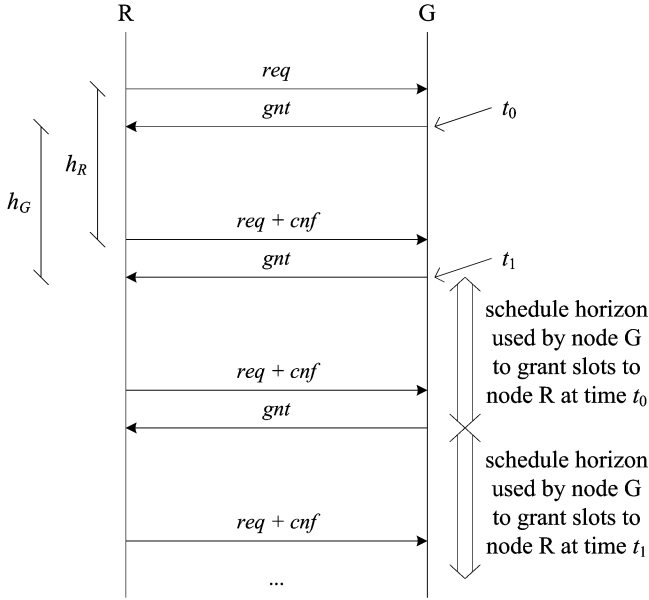 R G
req
gnt
t0
hR
hG
req + cnf
gnt
t1
schedule horizon
used by node G
to grant slots to
node R at time t0
req + cnf
gnt
schedule horizon
used by node G
to grant slots to
node R at time t1
req + cnf
...